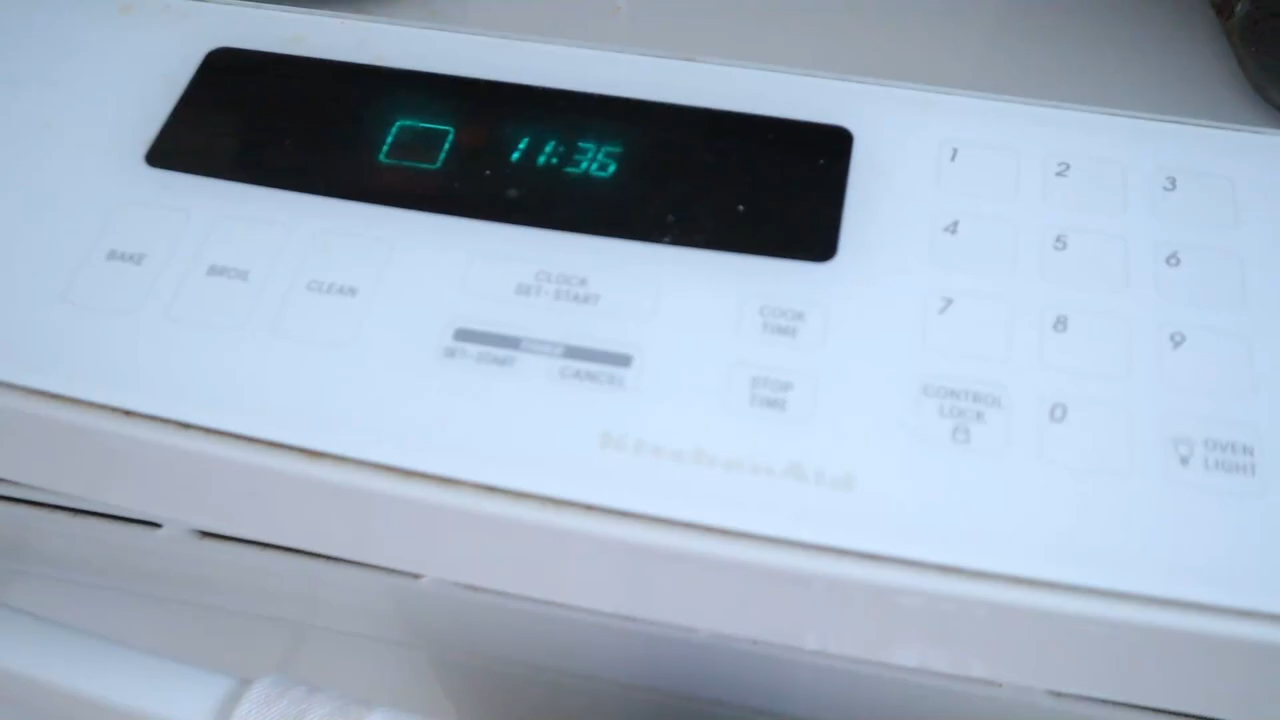 11:36
BAKE
BROIL
CLEAN
CLOCK
SET·START
SET·START
CANCEL
COOK
TIME
STOP
TIME
KitchenAid
1 2 3
4 5 6
7 8 9
CONTROL
LOCK
0
OVEN
LIGHT